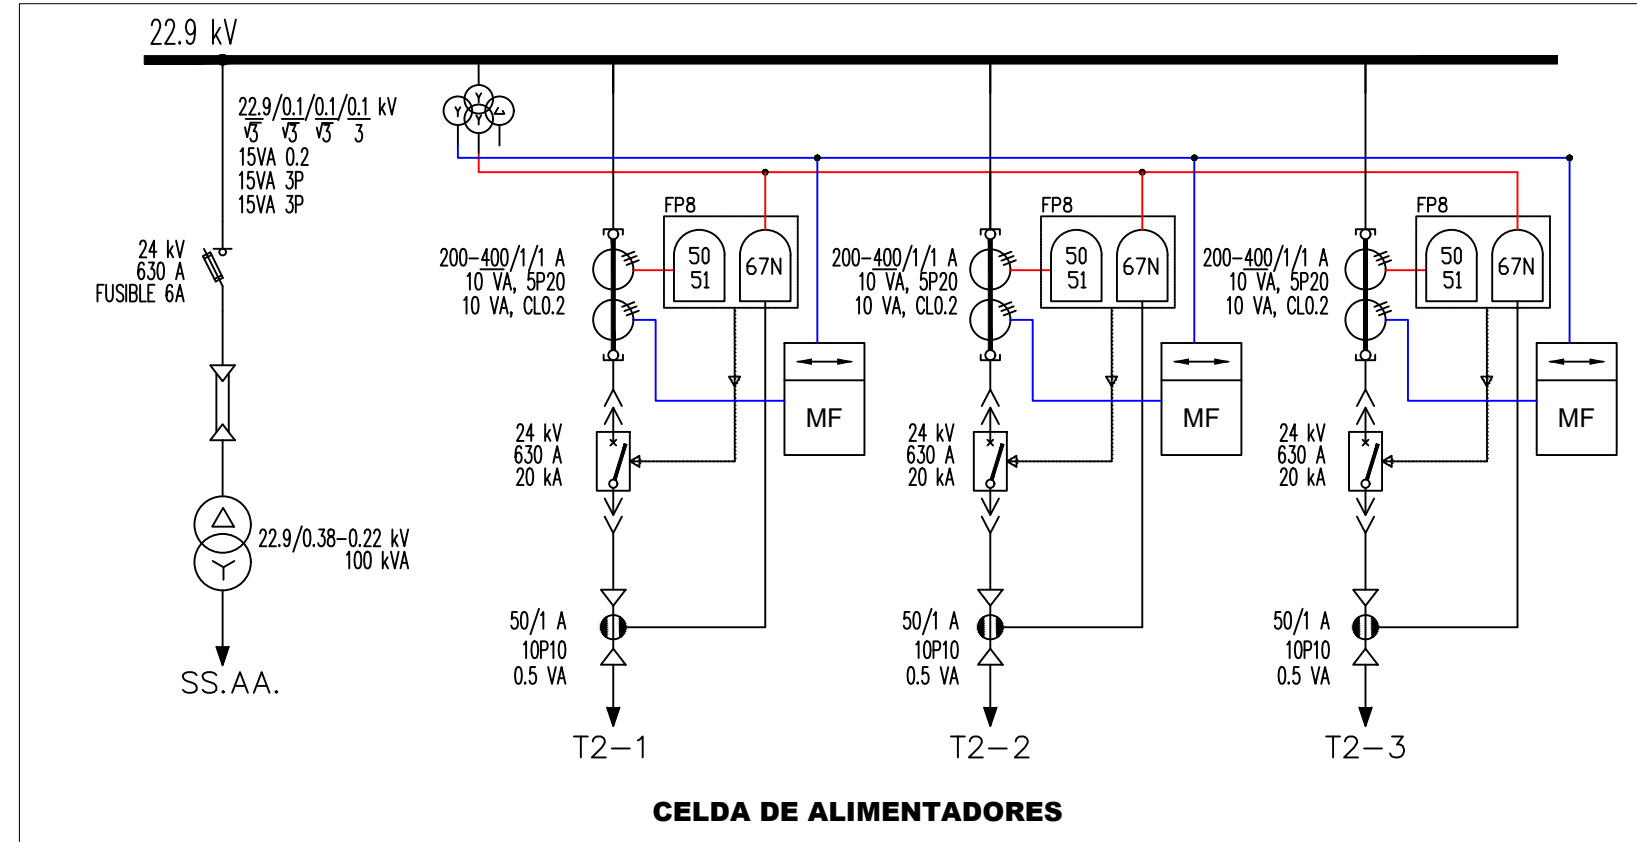 22.9 kV
22.9/0.1/0.1/0.1 kV
√3 √3 √3 3
15VA 0.2
15VA 3P
15VA 3P
24 kV
630 A
FUSIBLE 6A
22.9/0.38-0.22 kV
100 kVA
SS.AA.
FP8
50
51
67N
200-400/1/1 A
10 VA, 5P20
10 VA, CL0.2
MF
24 kV
630 A
20 kA
50/1 A
10P10
0.5 VA
T2-1
FP8
50
51
67N
200-400/1/1 A
10 VA, 5P20
10 VA, CL0.2
MF
24 kV
630 A
20 kA
50/1 A
10P10
0.5 VA
T2-2
FP8
50
51
67N
200-400/1/1 A
10 VA, 5P20
10 VA, CL0.2
MF
24 kV
630 A
20 kA
50/1 A
10P10
0.5 VA
T2-3
CELDA DE ALIMENTADORES